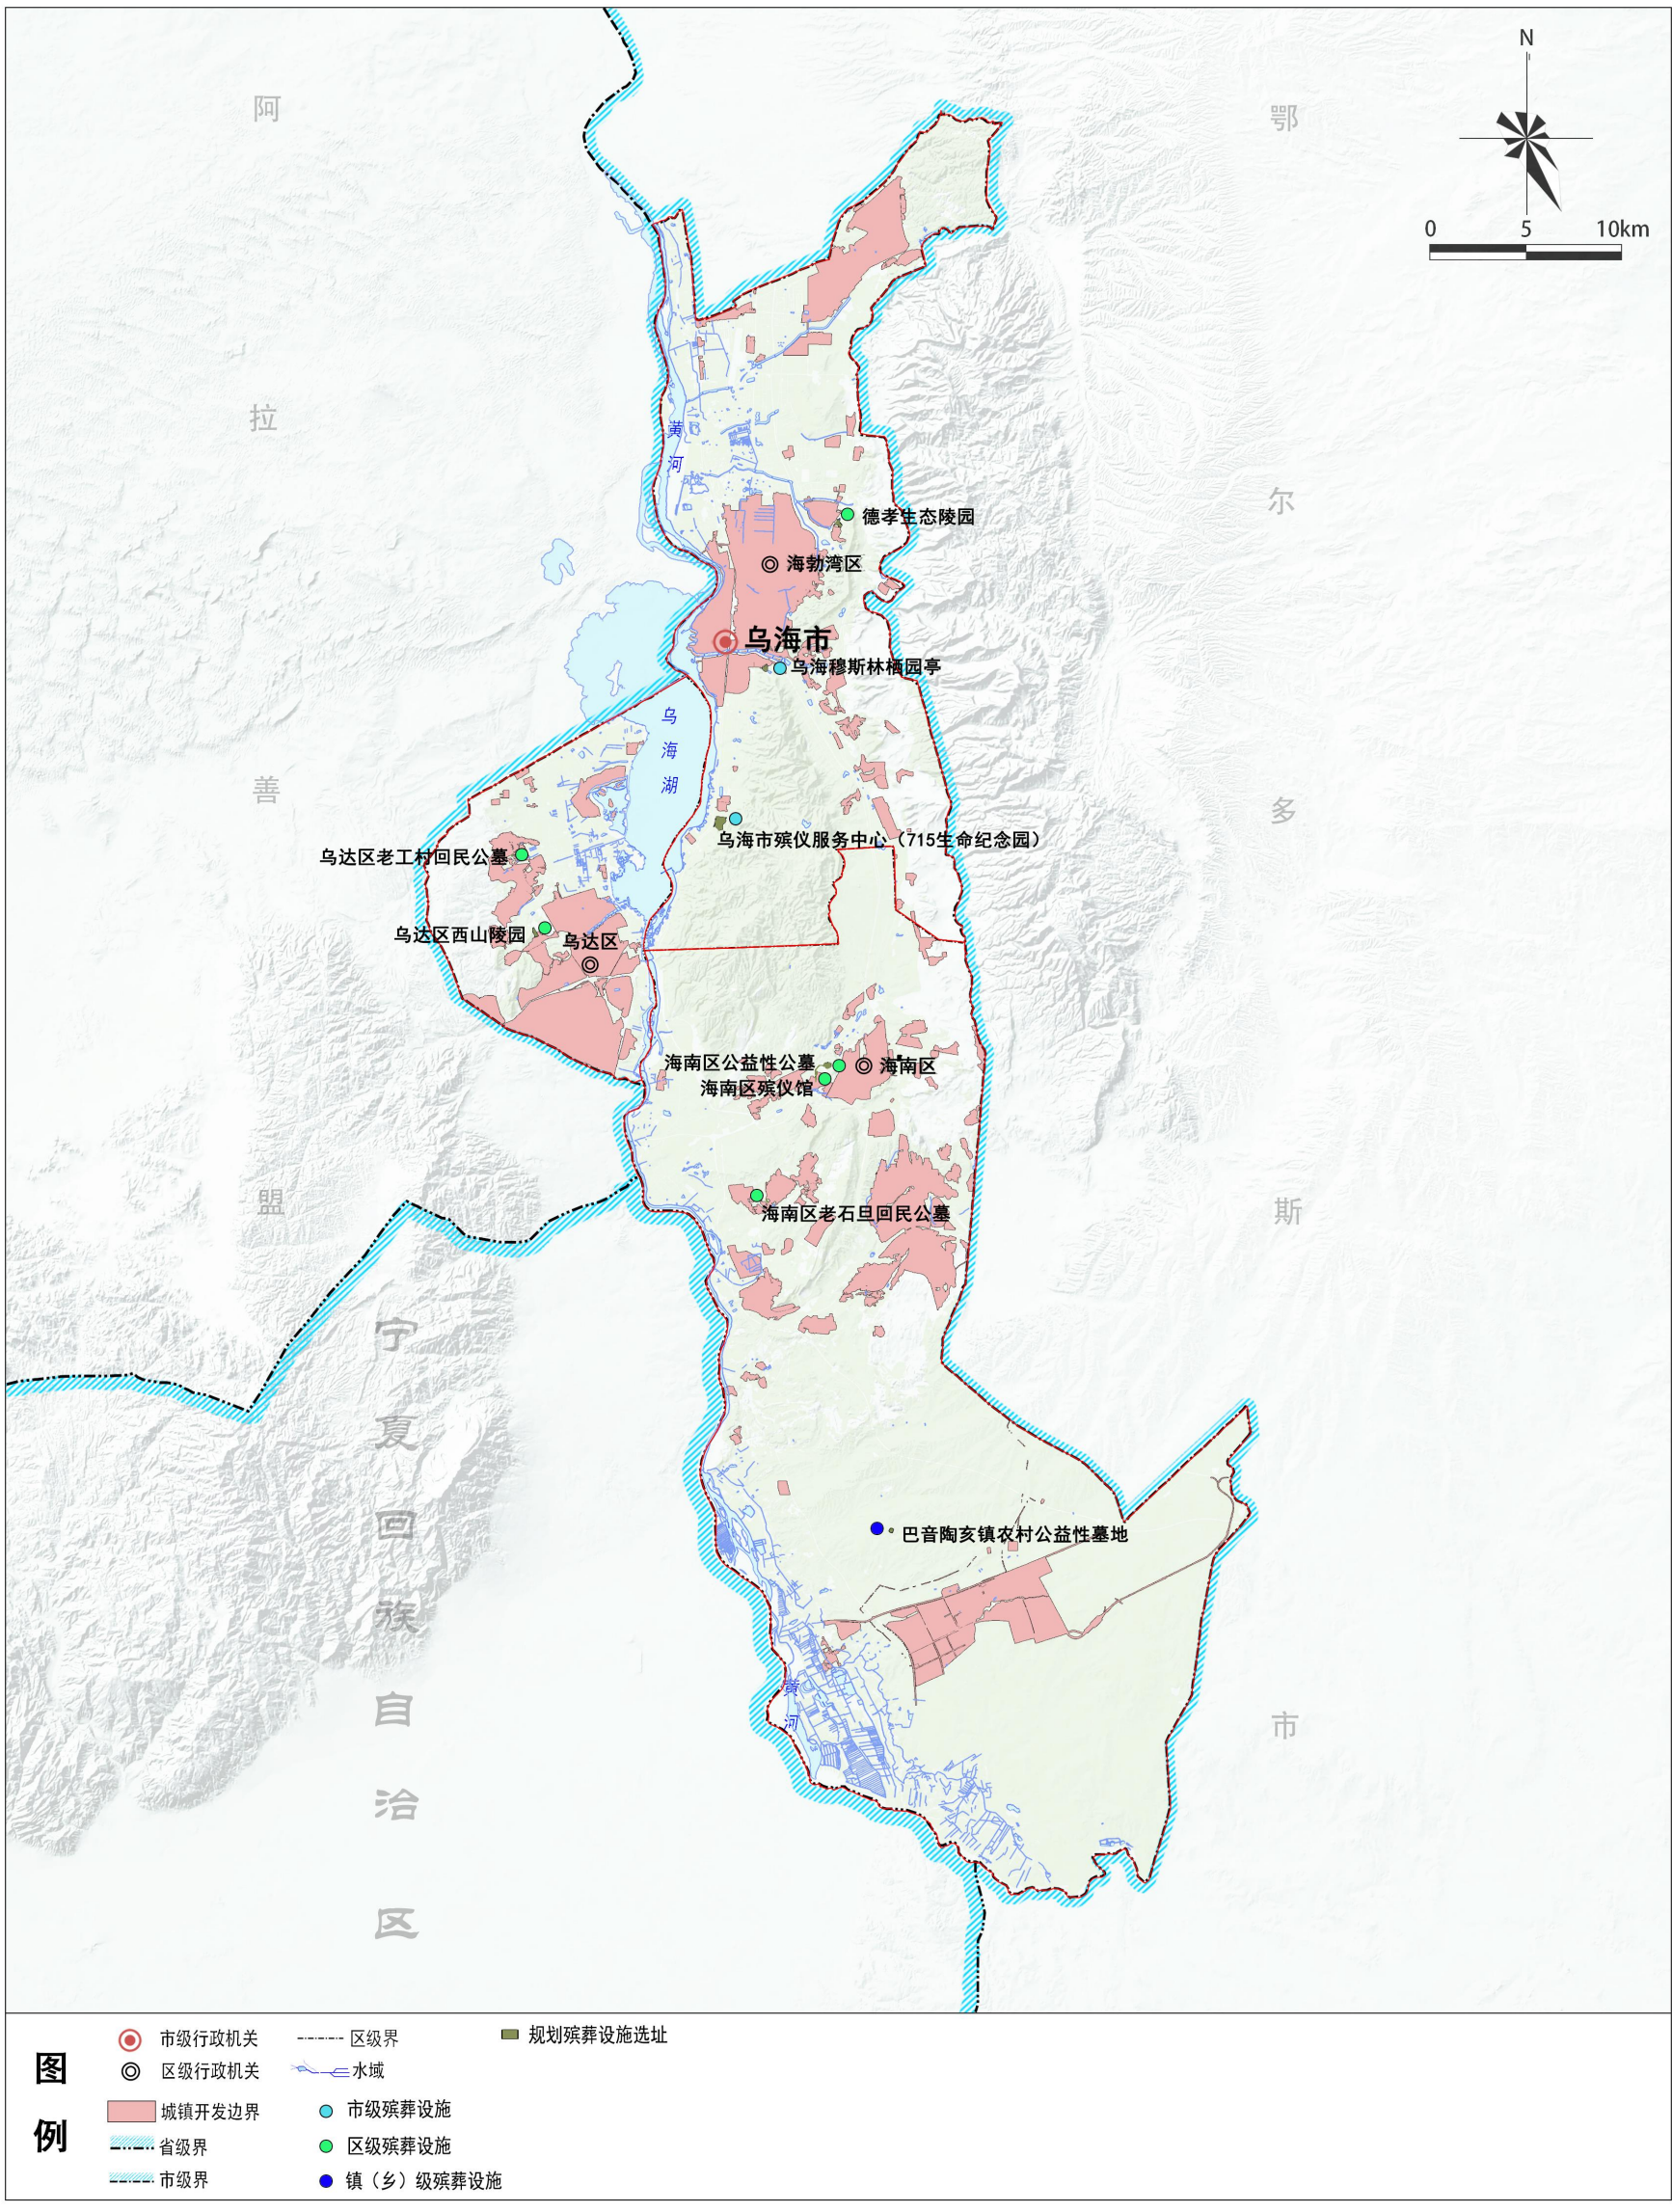 N
0 5 10km
阿
拉
善
盟
鄂
尔
多
斯
市
宁
夏
回
族
自
治
区
黄
河
德孝生态陵园
海勃湾区
乌海市
乌海穆斯林栖园亭
乌
海
湖
乌海市殡仪服务中心（715生命纪念园）
乌达区老工村回民公墓
乌达区西山陵园
乌达区
海南区公益性公墓
海南区
海南区殡仪馆
海南区老石旦回民公墓
巴音陶亥镇农村公益性墓地
黄
河
图
例
市级行政机关
区级行政机关
城镇开发边界
省级界
市级界
区级界
水域
市级殡葬设施
区级殡葬设施
镇（乡）级殡葬设施
规划殡葬设施选址